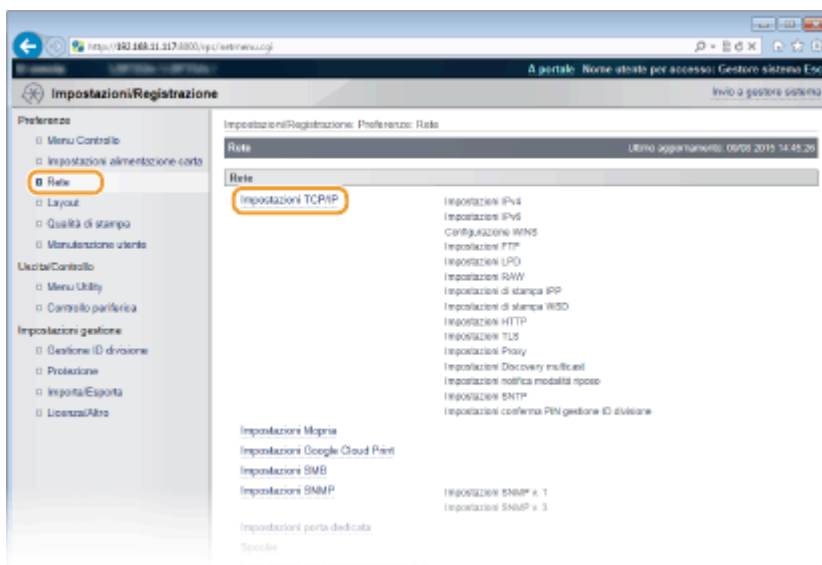 http://192.168.11.117:8000/rps/netmenu.cgi
A portale Nome utente per accesso: Gestore sistema Esc
Impostazioni/Registrazione
Invio a gestore sistema
Preferenze
Menu Controllo
Impostazioni alimentazione carta
Rete
Layout
Qualità di stampa
Manutenzione utente
Uscita/Controllo
Menu Utility
Controllo periferica
Impostazioni gestione
Gestione ID divisione
Protezione
Importa/Esporta
Licenza/Altro
Impostazioni/Registrazione: Preferenze: Rete
Rete
Ultimo aggiornamento: 09/06 2015 14.45.26
Rete
Impostazioni TCP/IP
Impostazioni IPv4
Impostazioni IPv6
Configurazione WINS
Impostazioni FTP
Impostazioni LPD
Impostazioni RAW
Impostazioni di stampa IPP
Impostazioni di stampa WSD
Impostazioni HTTP
Impostazioni TLS
Impostazioni Proxy
Impostazioni Discovery multicast
Impostazioni notifica modalità riposo
Impostazioni SNTP
Impostazioni conferma PIN gestione ID divisione
Impostazioni Mopria
Impostazioni Google Cloud Print
Impostazioni SMB
Impostazioni SNMP
Impostazioni SNMP v. 1
Impostazioni SNMP v. 3
Impostazioni porta dedicata
Spooler